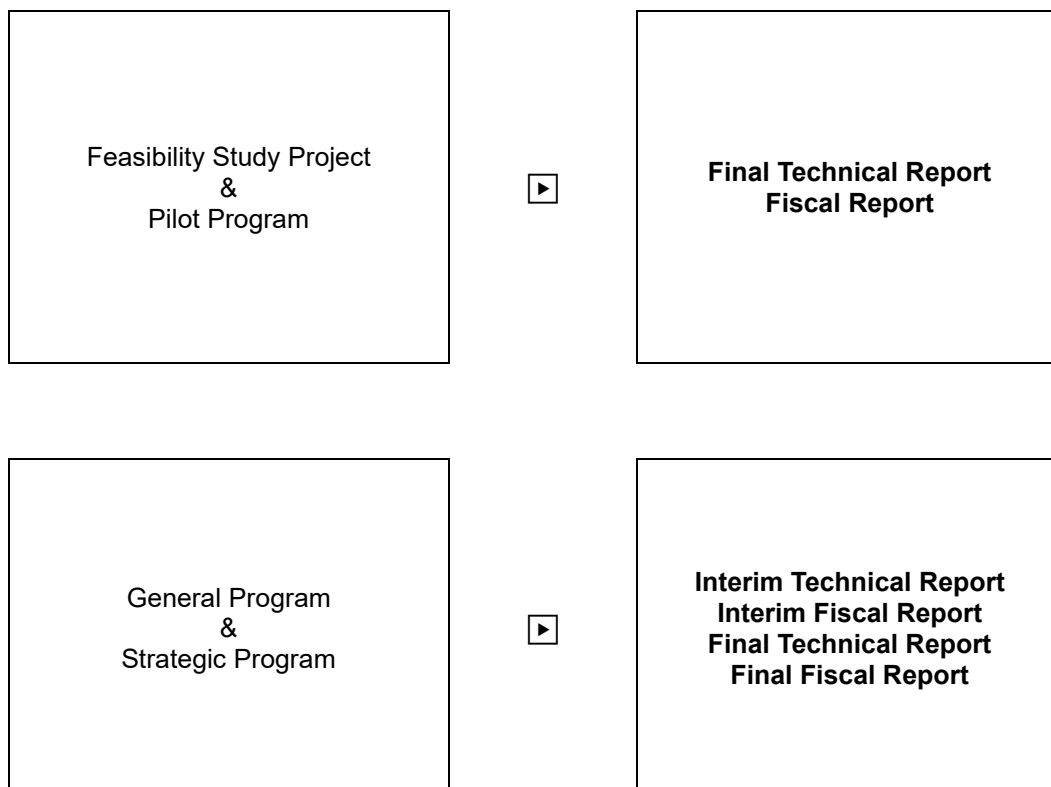 Feasibility Study Project
&
Pilot Program
Final Technical Report
Fiscal Report
General Program
&
Strategic Program
Interim Technical Report
Interim Fiscal Report
Final Technical Report
Final Fiscal Report